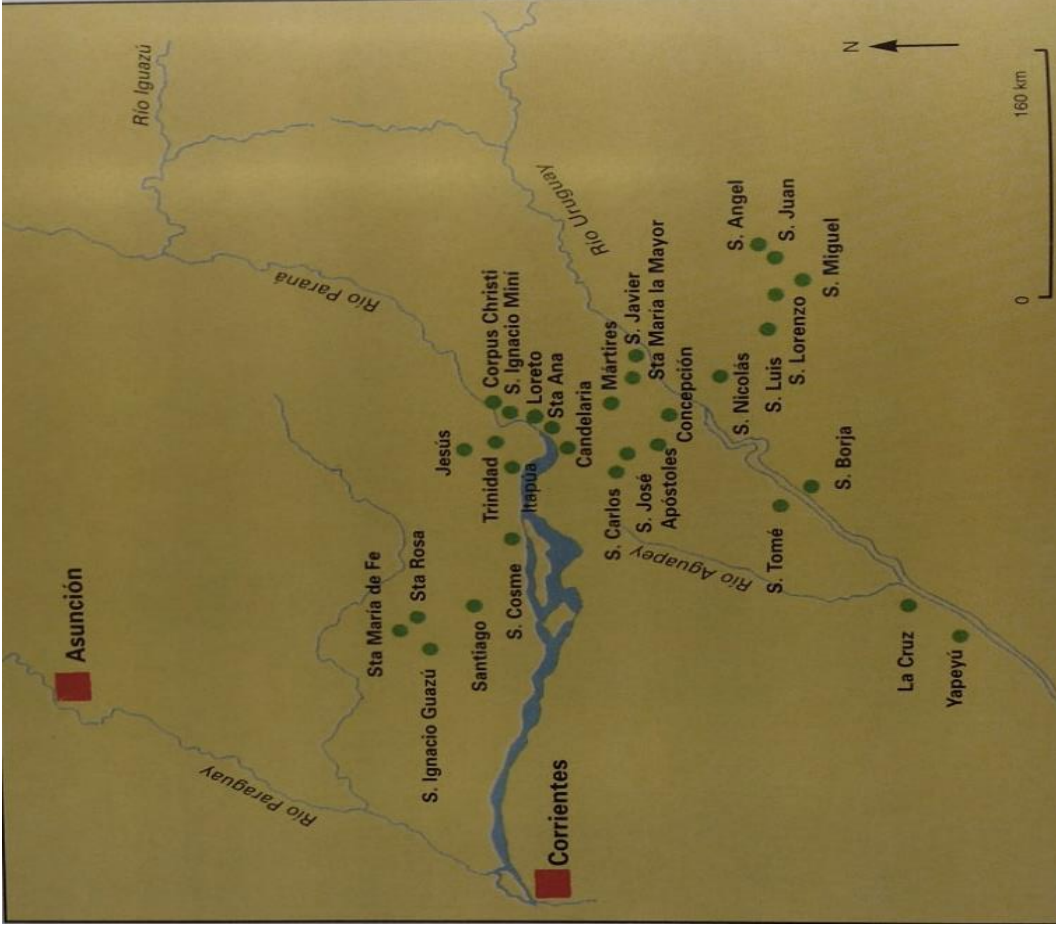 Río Iguazú
Asunción
Río Paraná
Río Paraguay
Sta María de Fe
Sta Rosa
S. Ignacio Guazú
Jesús
Santiago
Trinidad
Corpus Christi
S. Ignacio Miní
S. Cosme
Itapúa
Loreto
Sta Ana
Corrientes
Candelaria
Río Uruguay
Mártires
S. Carlos
S. Javier
S. José
Sta María la Mayor
Río Aguapey
Apóstoles
Concepción
S. Angel
S. Nicolás
S. Juan
S. Luis
S. Tomé
S. Lorenzo
S. Miguel
S. Borja
N
La Cruz
Yapeyú
0
160 km